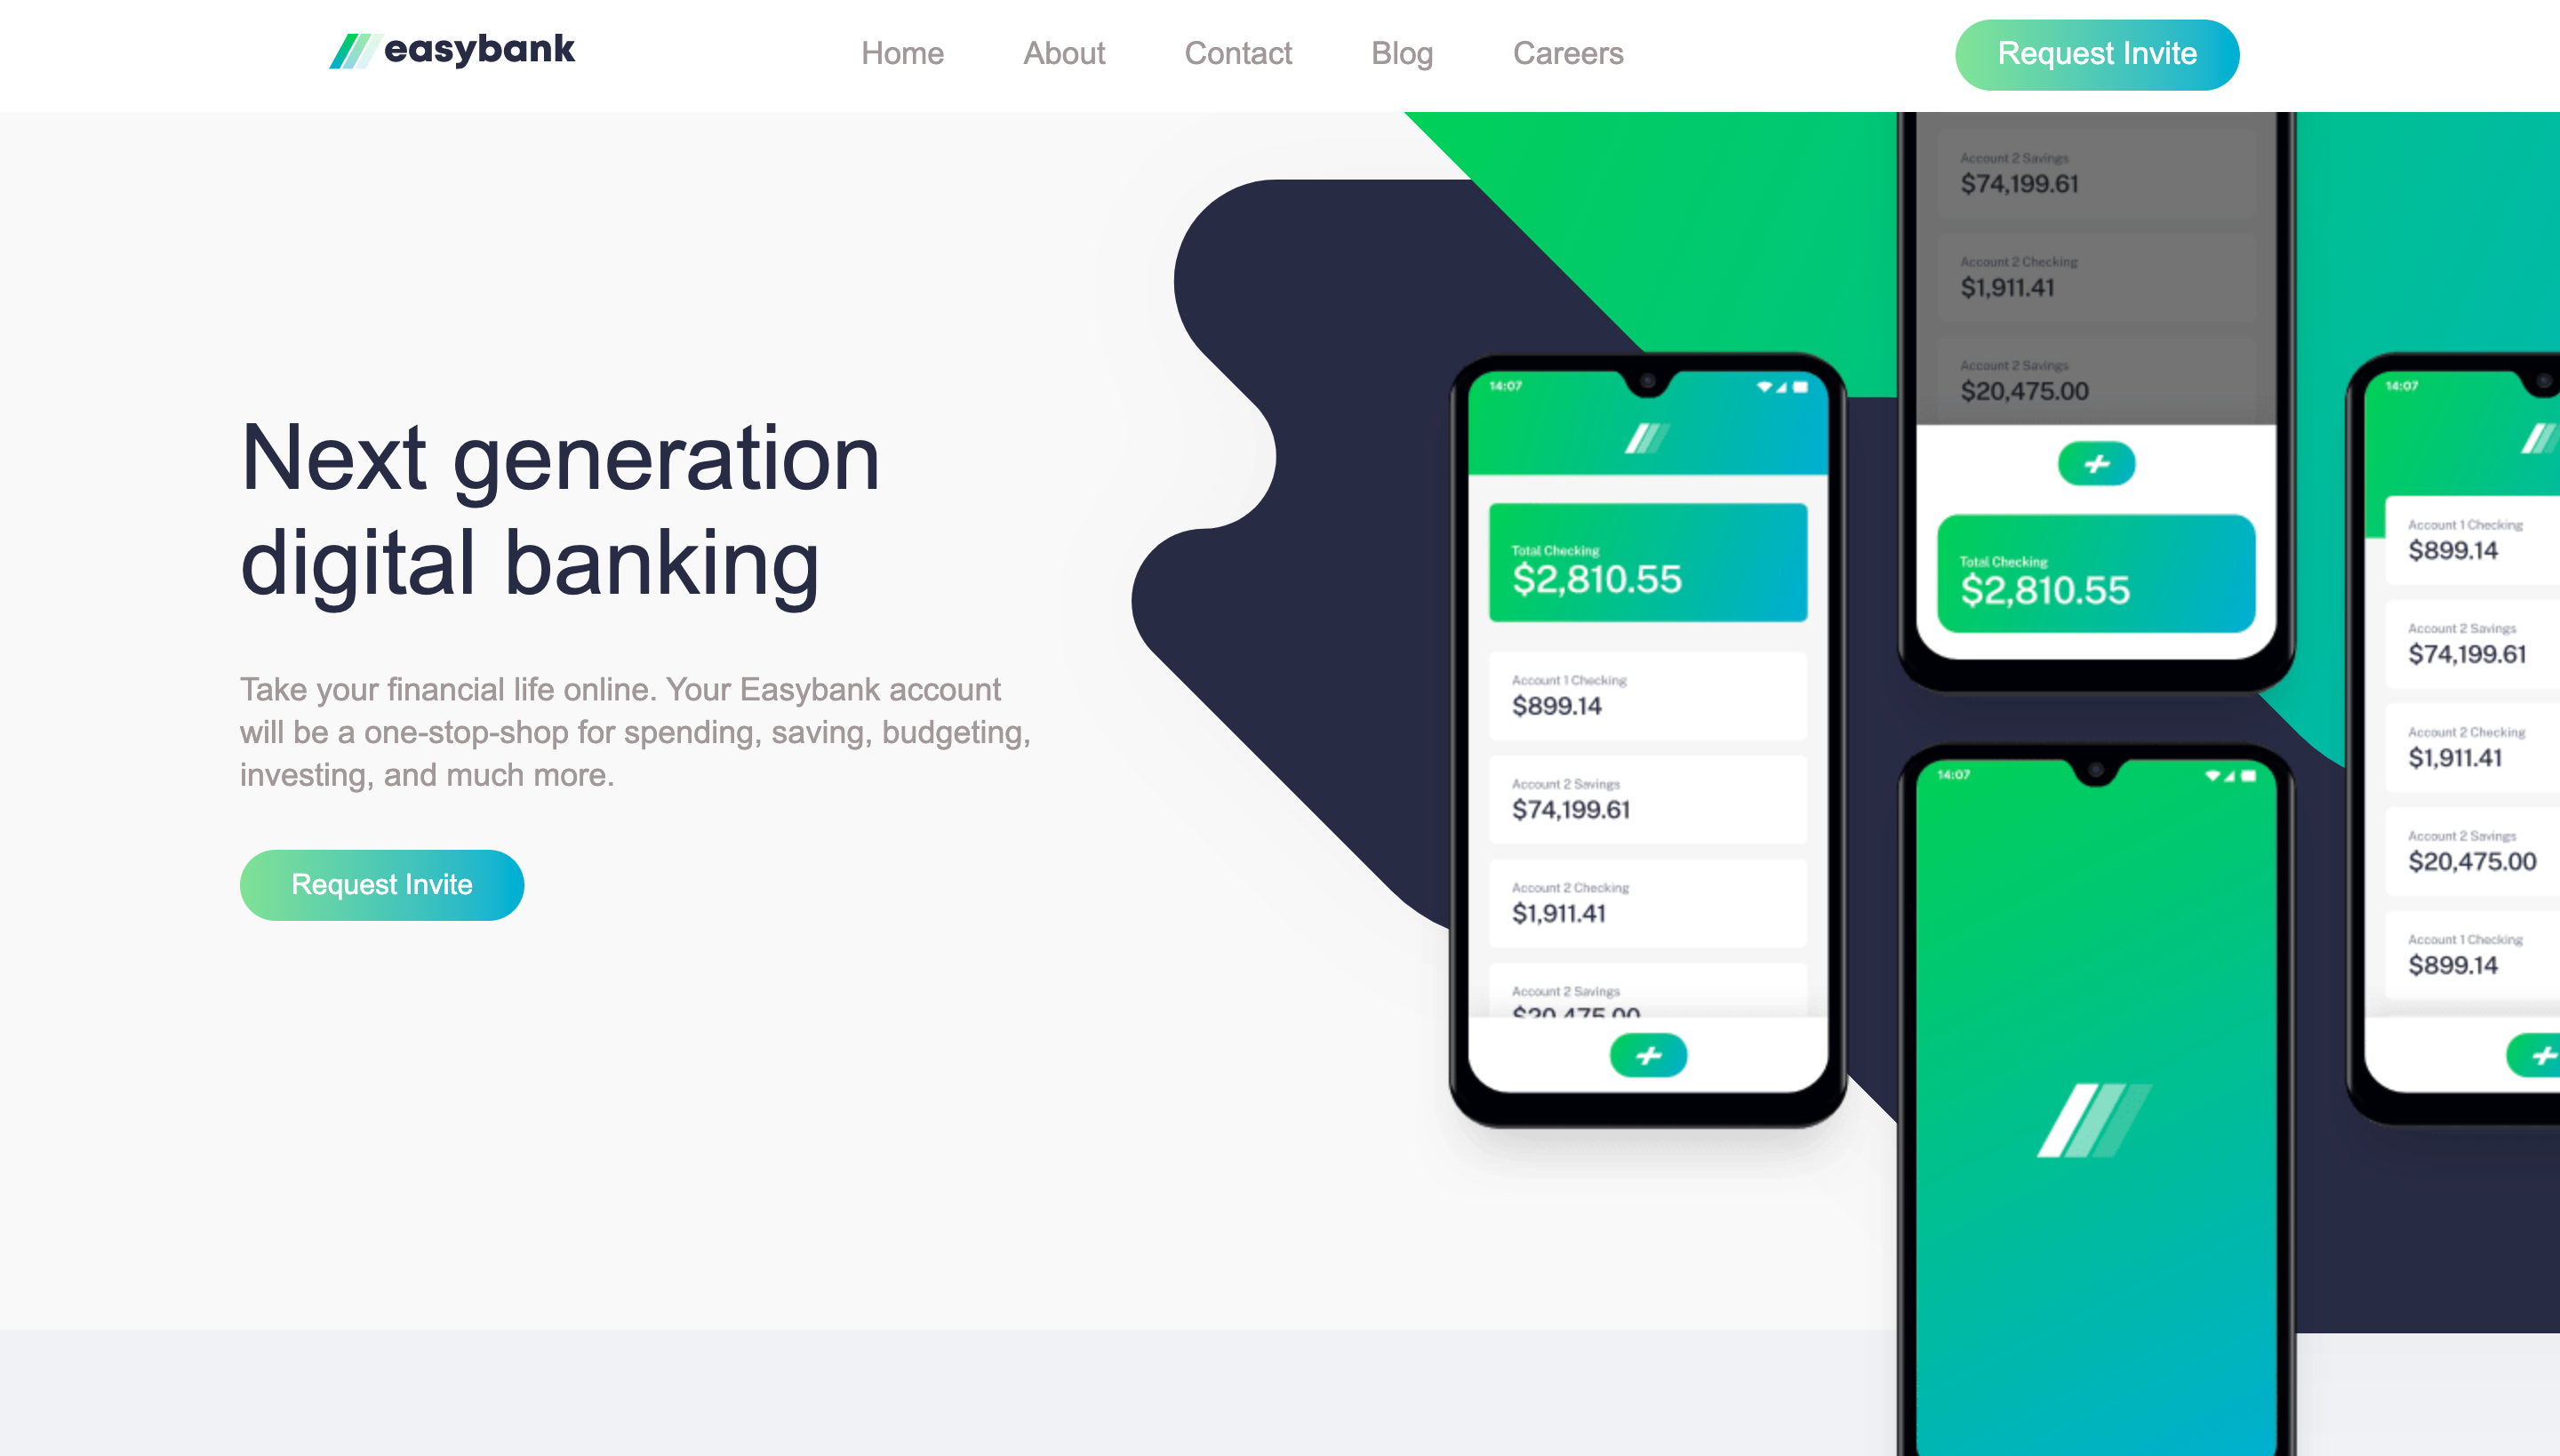 easybank
Home
About
Contact
Blog
Careers
Request Invite
Next generation
digital banking
Take your financial life online. Your Easybank account
will be a one-stop-shop for spending, saving, budgeting,
investing, and much more.
Request Invite
14:07
Total Checking
$2,810.55
Account 1 Checking
$899.14
Account 2 Savings
$74,199.61
Account 2 Checking
$1,911.41
Account 2 Savings
$20,475.00
Account 2 Savings
$74,199.61
Account 2 Checking
$1,911.41
Account 2 Savings
$20,475.00
Total Checking
$2,810.55
14:07
14:07
Account 1 Checking
$899.14
Account 2 Savings
$74,199.61
Account 2 Checking
$1,911.41
Account 2 Savings
$20,475.00
Account 1 Checking
$899.14